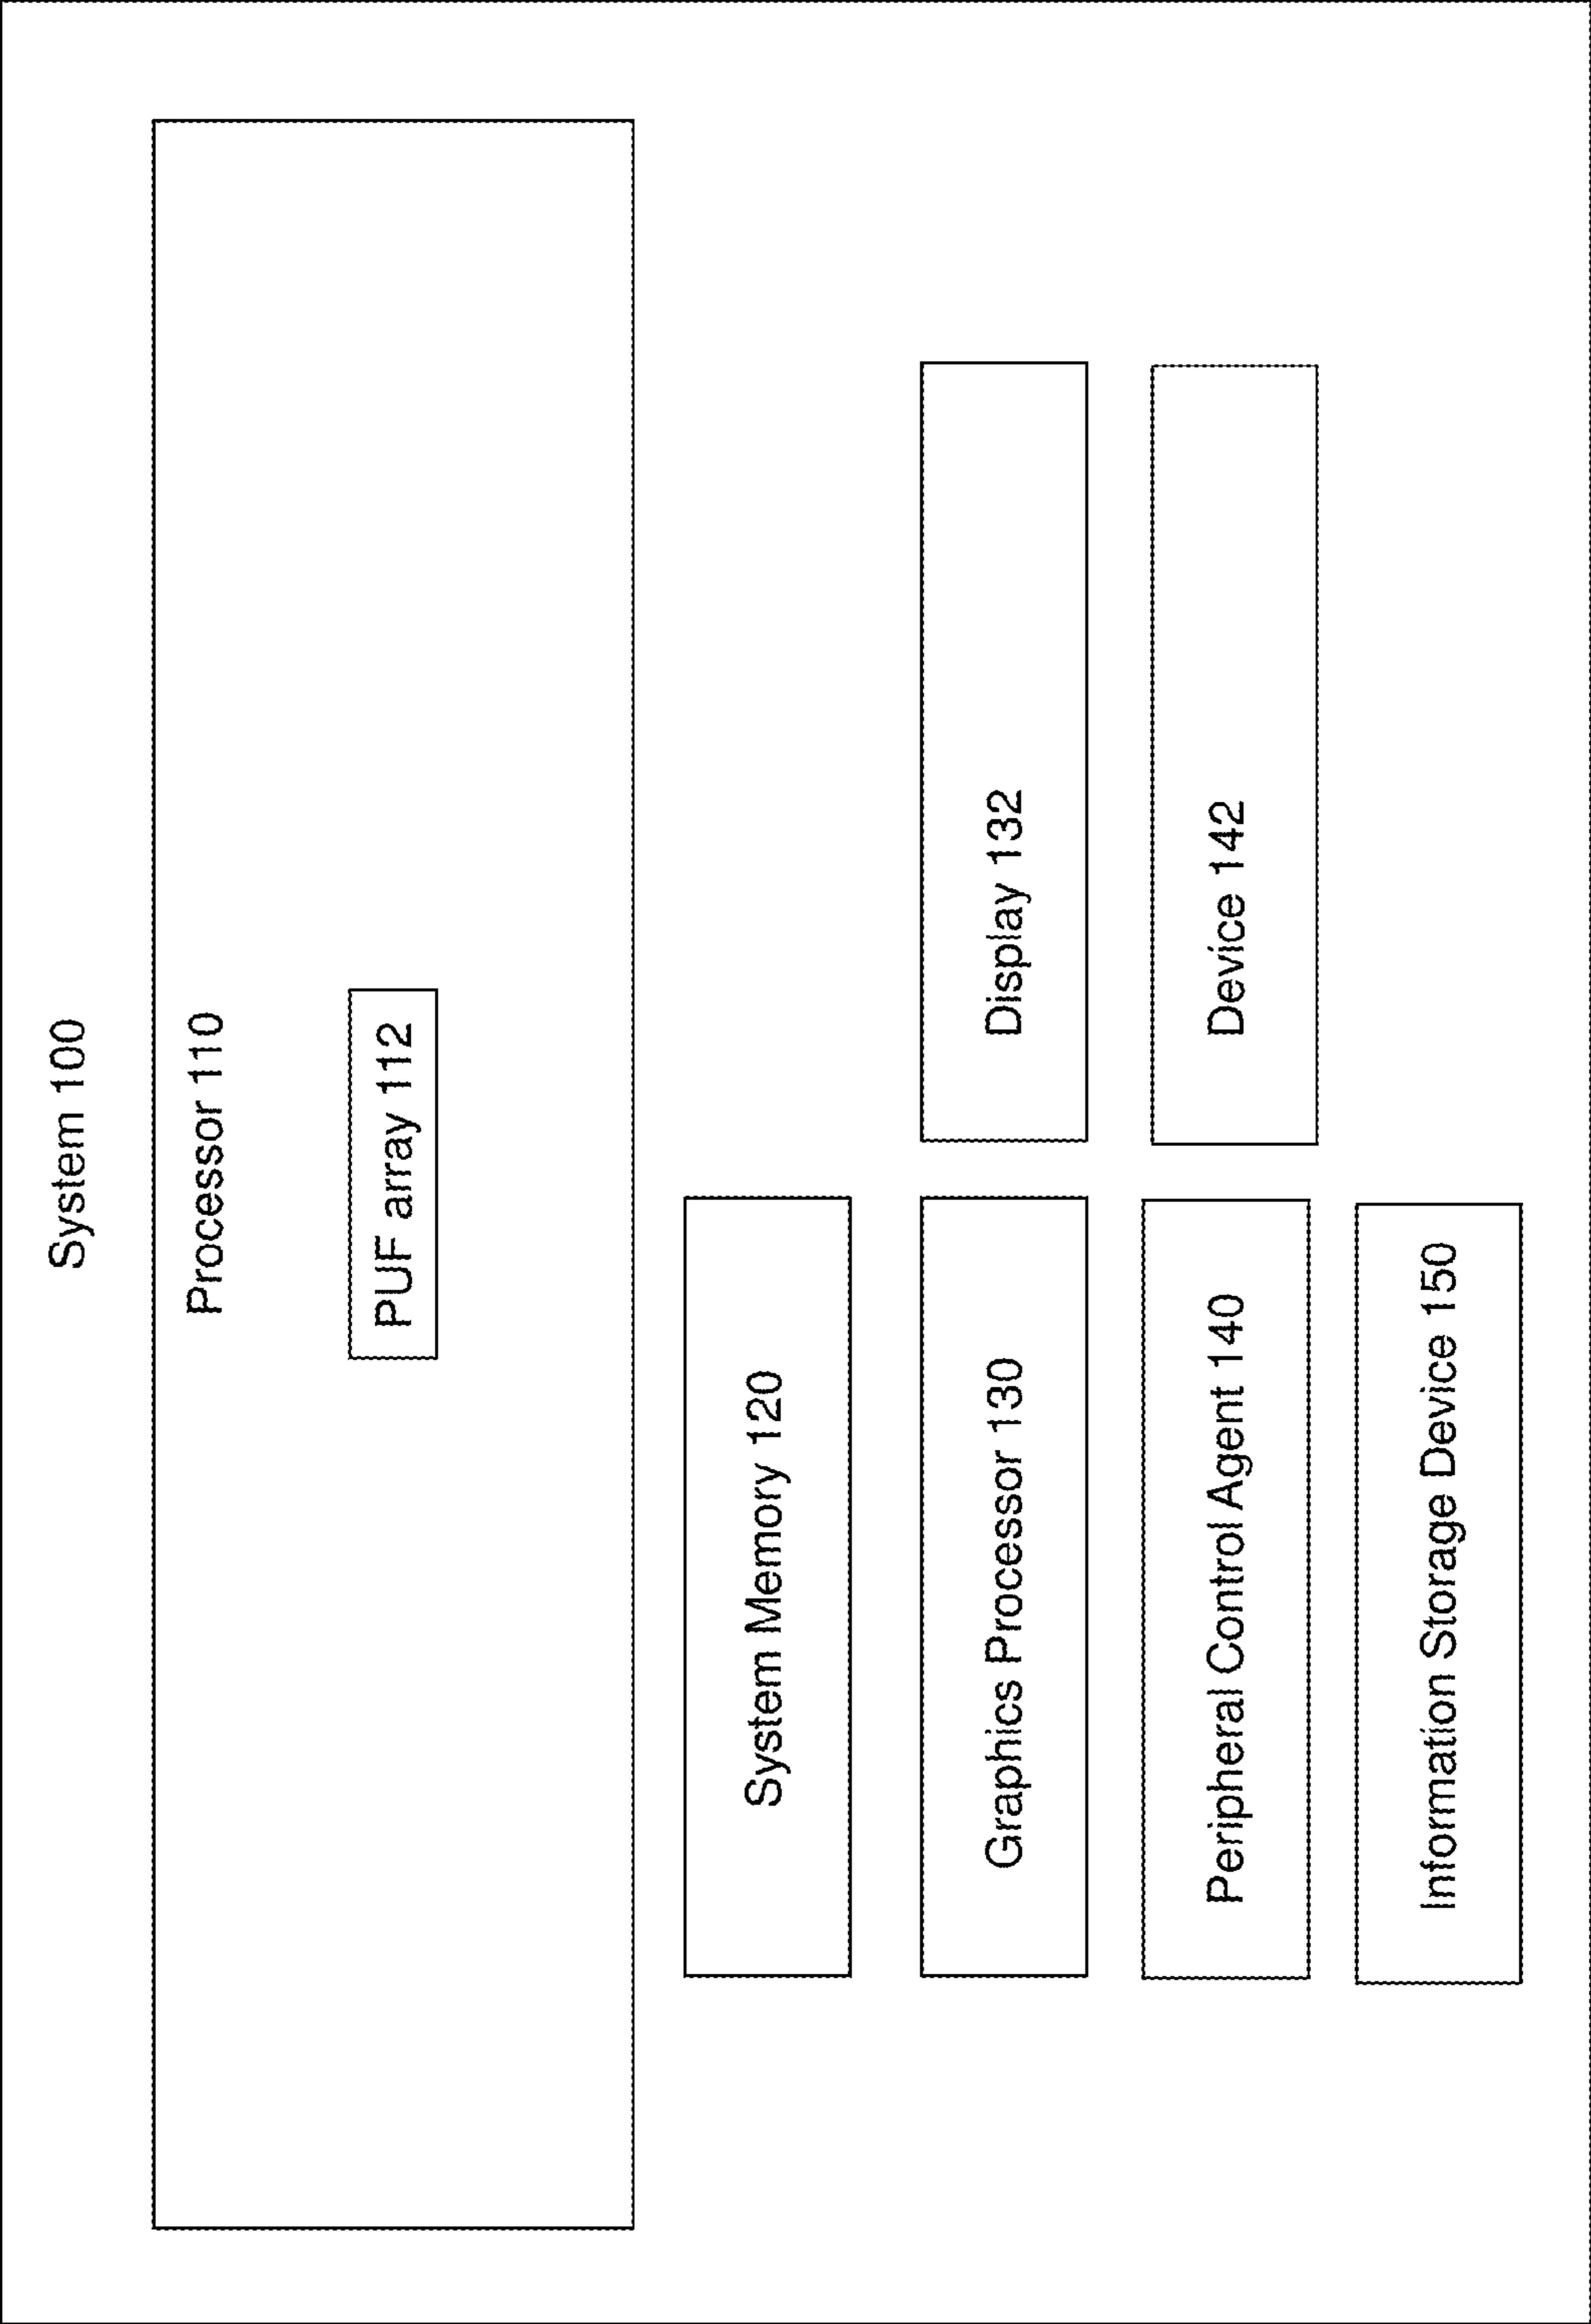 System 100
Processor 110
PUF array 112
System Memory 120
Graphics Processor 130
Display 132
Peripheral Control Agent 140
Device 142
Information Storage Device 150